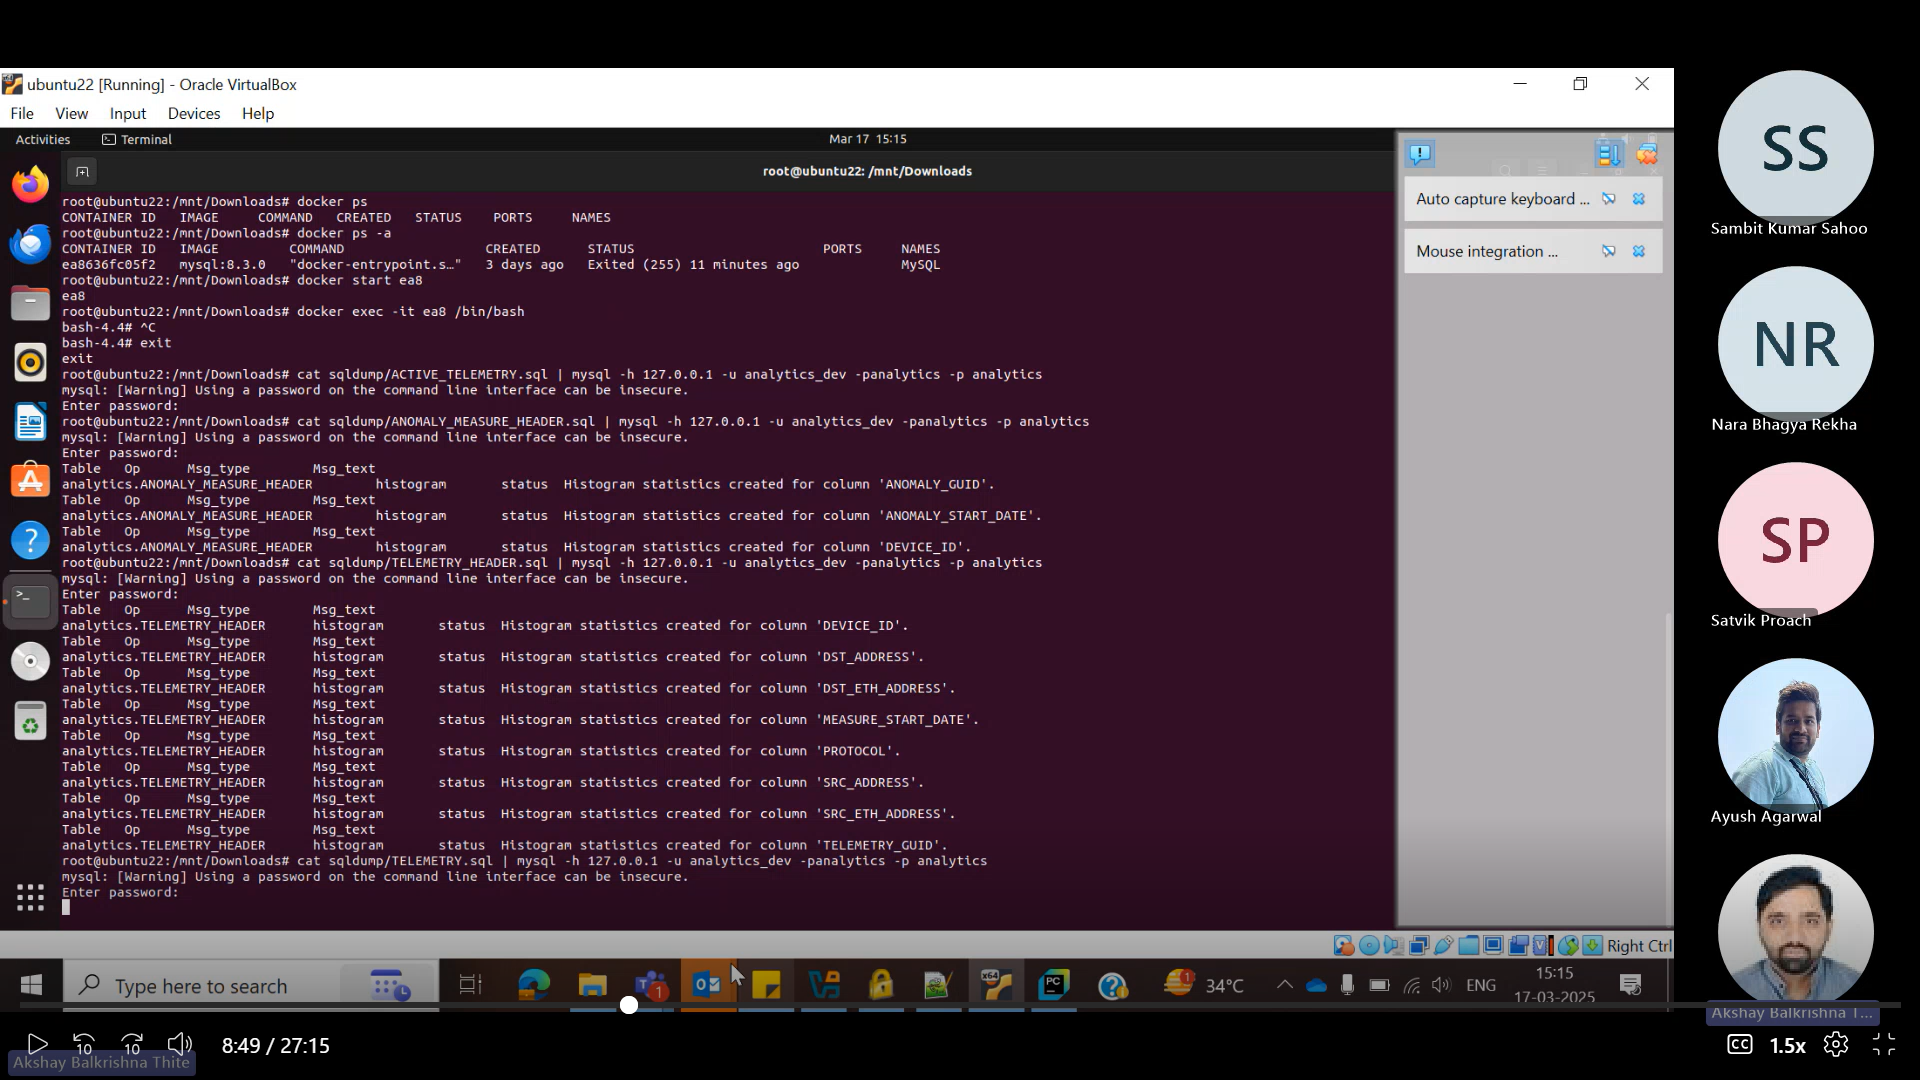 ubuntu22 [Running] - Oracle VirtualBox
File View Input Devices Help
Activities Terminal Mar 17 15:15
root@ubuntu22: /mnt/Downloads
root@ubuntu22:/mnt/Downloads# docker ps
CONTAINER ID IMAGE COMMAND CREATED STATUS PORTS NAMES
root@ubuntu22:/mnt/Downloads# docker ps -a
CONTAINER ID IMAGE COMMAND CREATED STATUS PORTS NAMES
ea8636fc05f2 mysql:8.3.0 "docker-entrypoint.s…" 3 days ago Exited (255) 11 minutes ago MySQL
root@ubuntu22:/mnt/Downloads# docker start ea8
ea8
root@ubuntu22:/mnt/Downloads# docker exec -it ea8 /bin/bash
bash-4.4# ^C
bash-4.4# exit
exit
root@ubuntu22:/mnt/Downloads# cat sqldump/ACTIVE_TELEMETRY.sql | mysql -h 127.0.0.1 -u analytics_dev -panalytics -p analytics
mysql: [Warning] Using a password on the command line interface can be insecure.
Enter password:
root@ubuntu22:/mnt/Downloads# cat sqldump/ANOMALY_MEASURE_HEADER.sql | mysql -h 127.0.0.1 -u analytics_dev -panalytics -p analytics
mysql: [Warning] Using a password on the command line interface can be insecure.
Enter password:
Table Op Msg_type Msg_text
analytics.ANOMALY_MEASURE_HEADER histogram status Histogram statistics created for column 'ANOMALY_GUID'.
Table Op Msg_type Msg_text
analytics.ANOMALY_MEASURE_HEADER histogram status Histogram statistics created for column 'ANOMALY_START_DATE'.
Table Op Msg_type Msg_text
analytics.ANOMALY_MEASURE_HEADER histogram status Histogram statistics created for column 'DEVICE_ID'.
root@ubuntu22:/mnt/Downloads# cat sqldump/TELEMETRY_HEADER.sql | mysql -h 127.0.0.1 -u analytics_dev -panalytics -p analytics
mysql: [Warning] Using a password on the command line interface can be insecure.
Enter password:
Table Op Msg_type Msg_text
analytics.TELEMETRY_HEADER histogram status Histogram statistics created for column 'DEVICE_ID'.
Table Op Msg_type Msg_text
analytics.TELEMETRY_HEADER histogram status Histogram statistics created for column 'DST_ADDRESS'.
Table Op Msg_type Msg_text
analytics.TELEMETRY_HEADER histogram status Histogram statistics created for column 'DST_ETH_ADDRESS'.
Table Op Msg_type Msg_text
analytics.TELEMETRY_HEADER histogram status Histogram statistics created for column 'MEASURE_START_DATE'.
Table Op Msg_type Msg_text
analytics.TELEMETRY_HEADER histogram status Histogram statistics created for column 'PROTOCOL'.
Table Op Msg_type Msg_text
analytics.TELEMETRY_HEADER histogram status Histogram statistics created for column 'SRC_ADDRESS'.
Table Op Msg_type Msg_text
analytics.TELEMETRY_HEADER histogram status Histogram statistics created for column 'SRC_ETH_ADDRESS'.
Table Op Msg_type Msg_text
analytics.TELEMETRY_HEADER histogram status Histogram statistics created for column 'TELEMETRY_GUID'.
root@ubuntu22:/mnt/Downloads# cat sqldump/TELEMETRY.sql | mysql -h 127.0.0.1 -u analytics_dev -panalytics -p analytics
mysql: [Warning] Using a password on the command line interface can be insecure.
Enter password:
Auto capture keyboard ...
Mouse integration ...
Right Ctrl
Type here to search
1
x64
PC
1
34°C
ENG
15:15
17-03-2025
10
10
8:49 / 27:15
Akshay Balkrishna Thite
CC
1.5x
SS
Sambit Kumar Sahoo
NR
Nara Bhagya Rekha
SP
Satvik Proach
Ayush Agarwal
Akshay Balkrishna T...